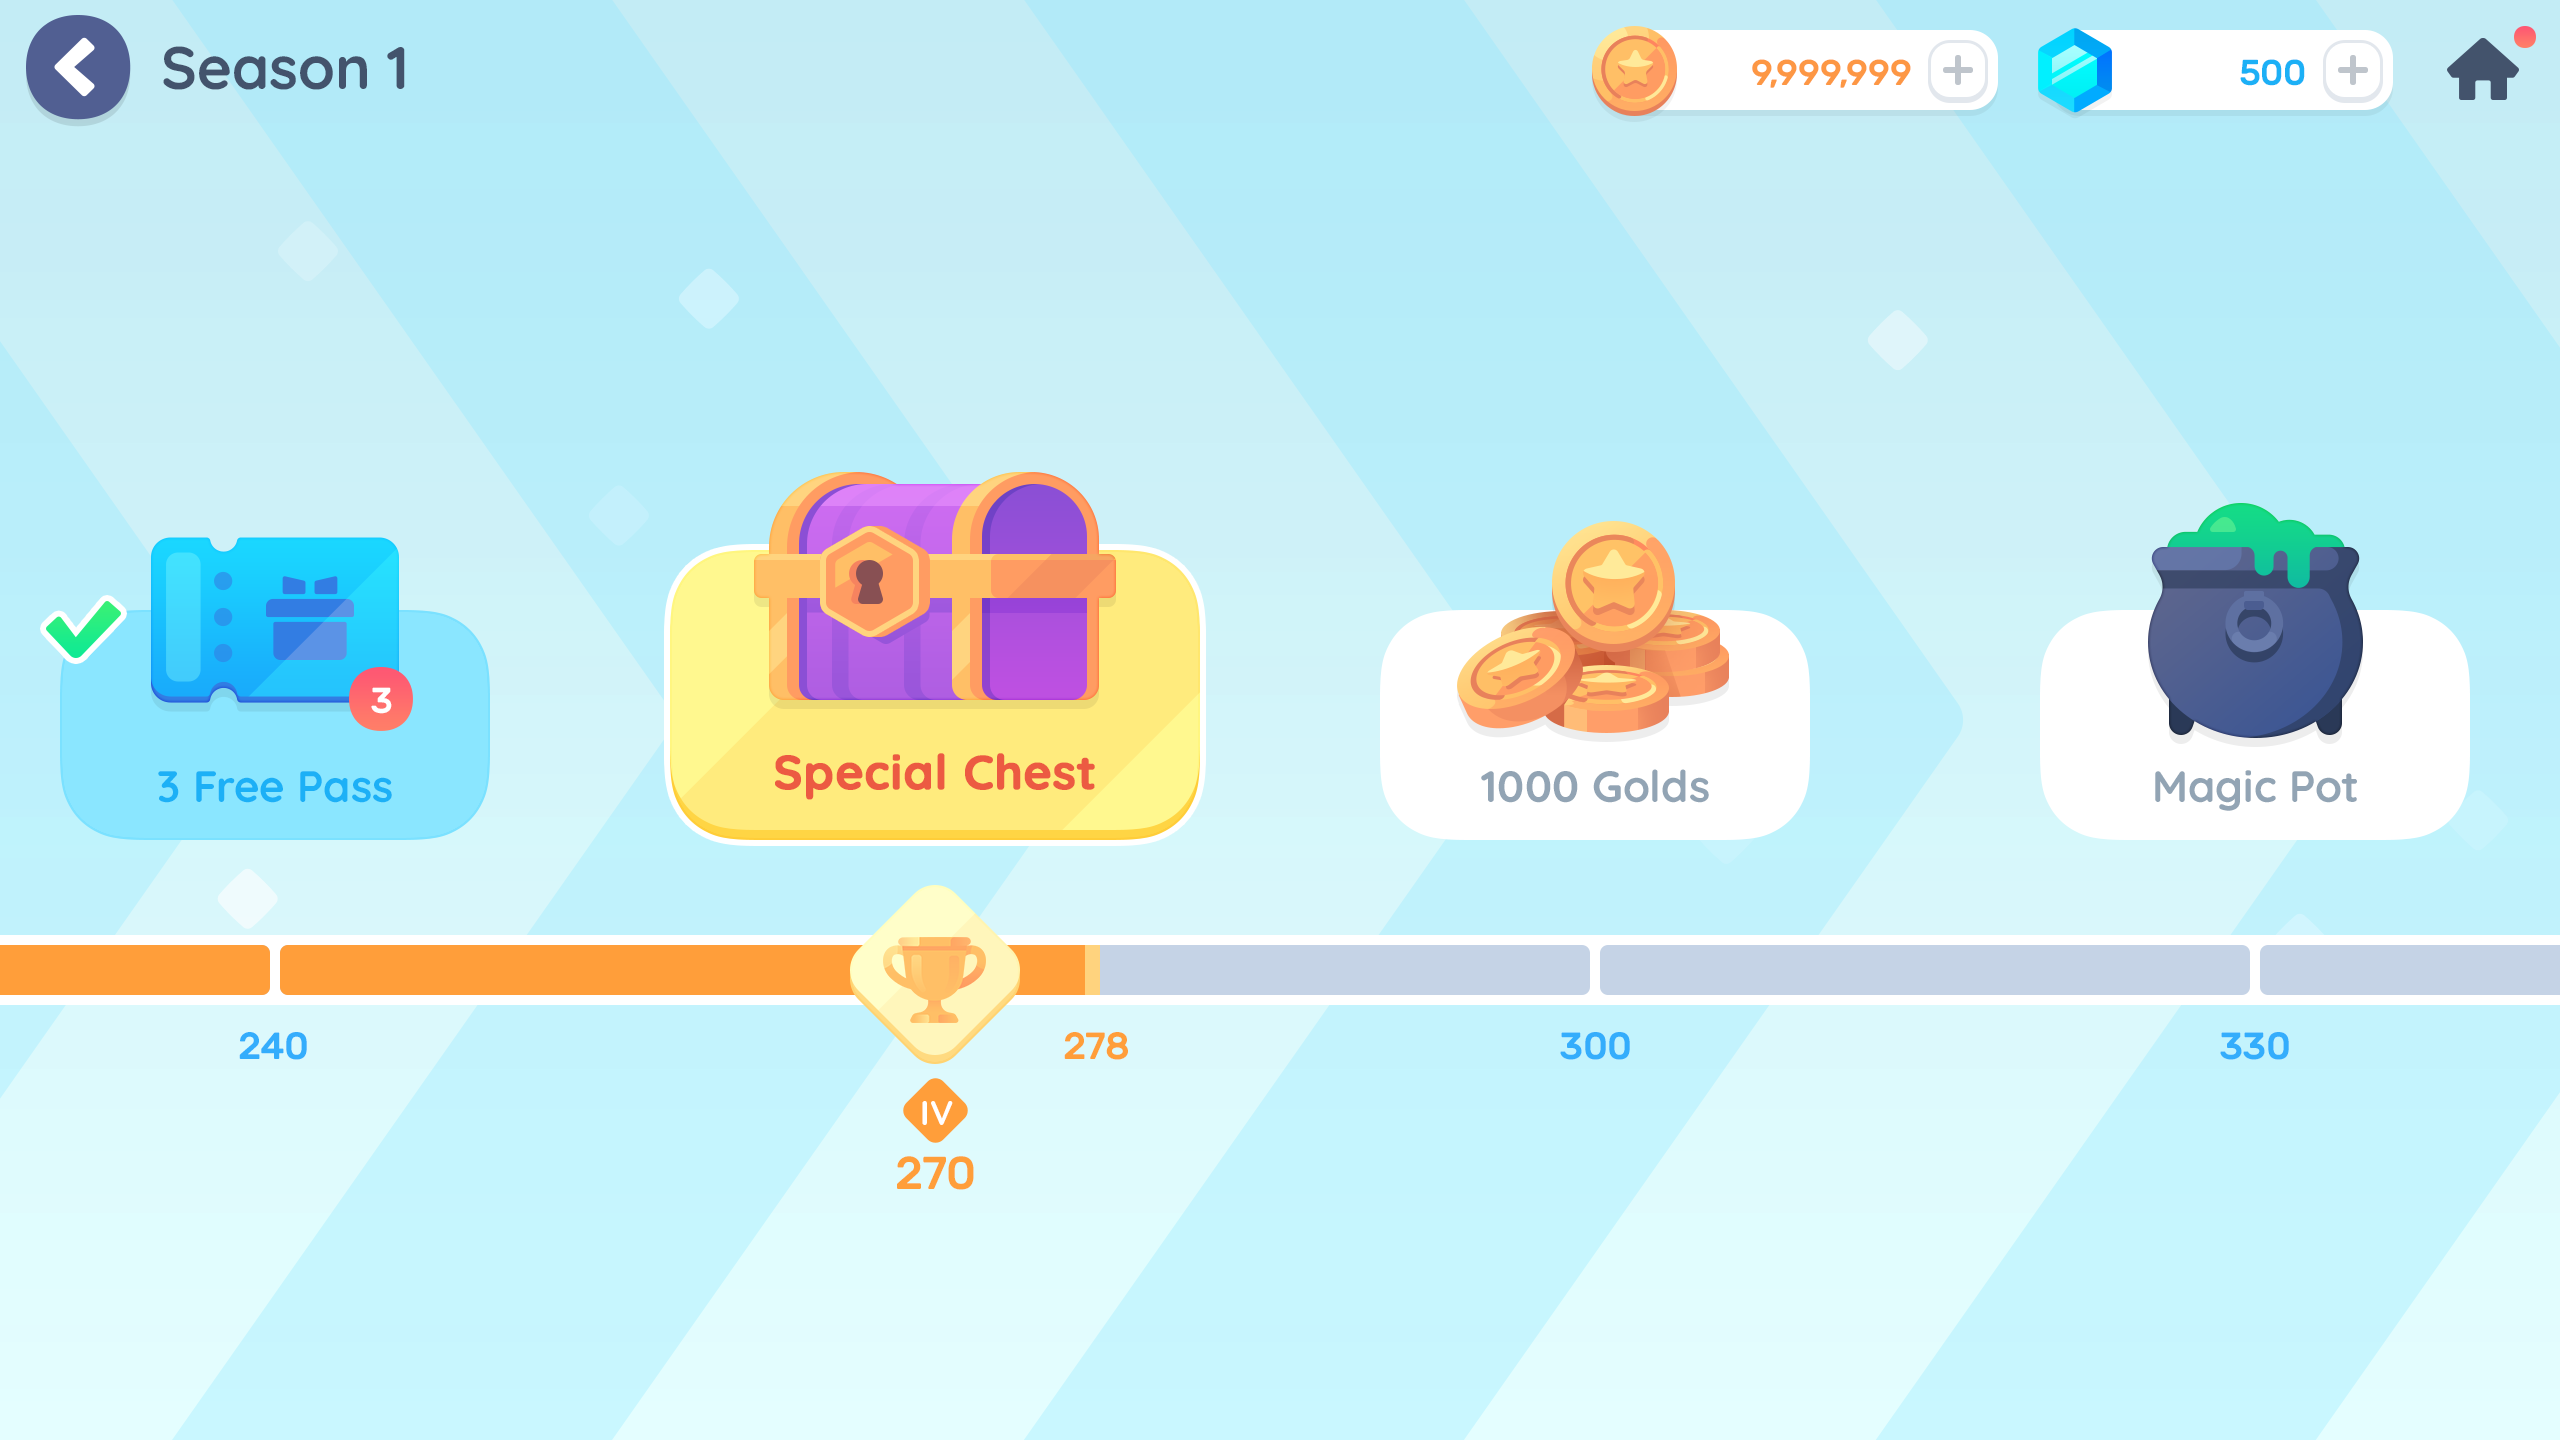 Season 1
9,999,999
500
3
3 Free Pass
Special Chest
1000 Golds
Magic Pot
240
278
300
330
IV
270